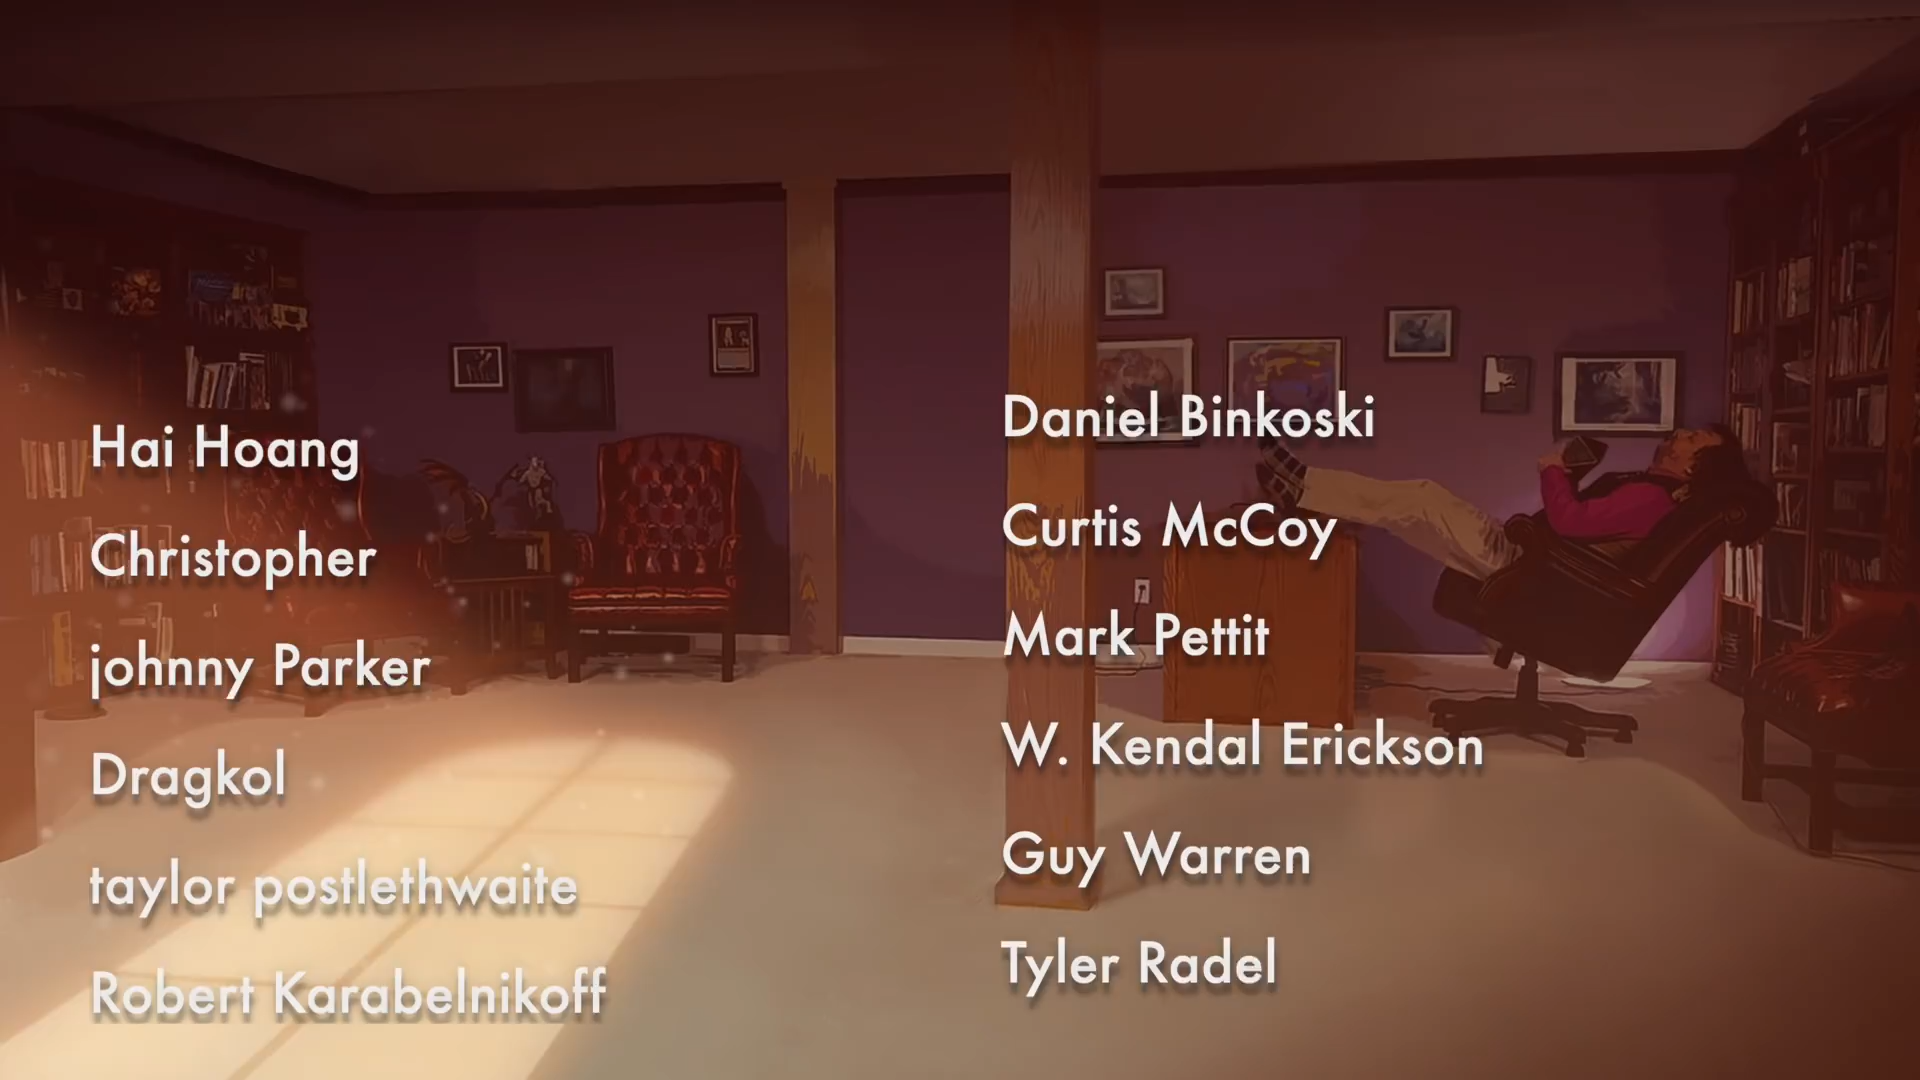 Hai Hoang
Christopher
johnny Parker
Dragkol
taylor postlethwaite
Robert Karabelnikoff
Daniel Binkoski
Curtis McCoy
Mark Pettit
W. Kendal Erickson
Guy Warren
Tyler Radel